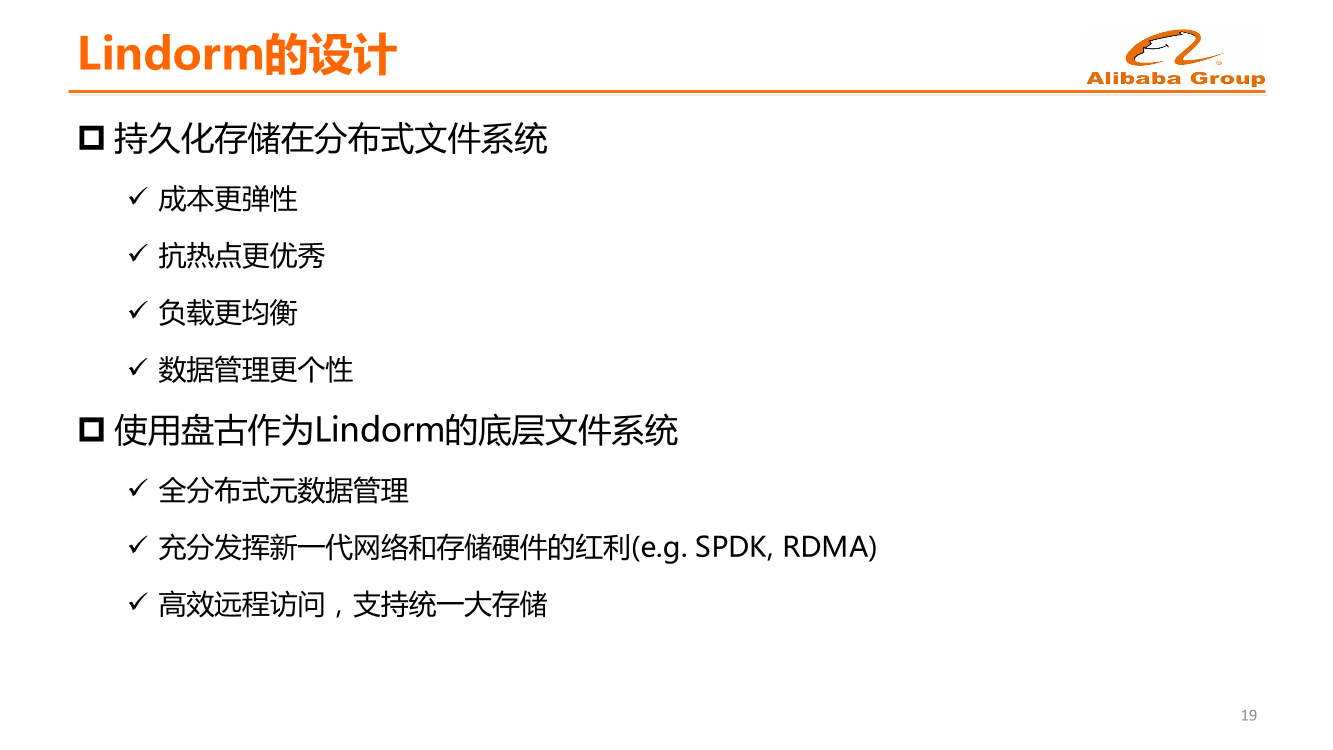 Lindorm的设计
Alibaba Group
持久化存储在分布式文件系统
成本更弹性
抗热点更优秀
负载更均衡
数据管理更个性
使用盘古作为Lindorm的底层文件系统
全分布式元数据管理
充分发挥新一代网络和存储硬件的红利(e.g. SPDK, RDMA)
高效远程访问，支持统一大存储
19